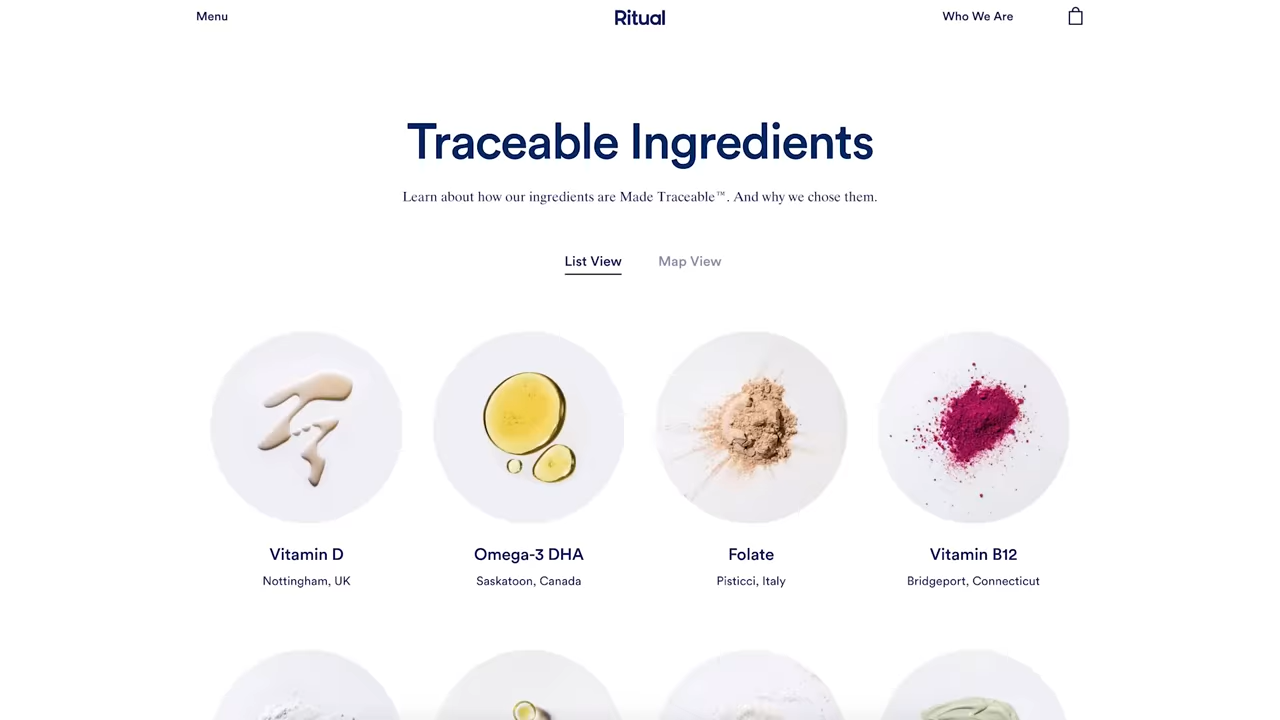 Menu
Ritual
Who We Are
Traceable Ingredients
Learn about how our ingredients are Made Traceable™. And why we chose them.
List View
Map View
Vitamin D
Omega-3 DHA
Folate
Vitamin B12
Nottingham, UK
Saskatoon, Canada
Pisticci, Italy
Bridgeport, Connecticut